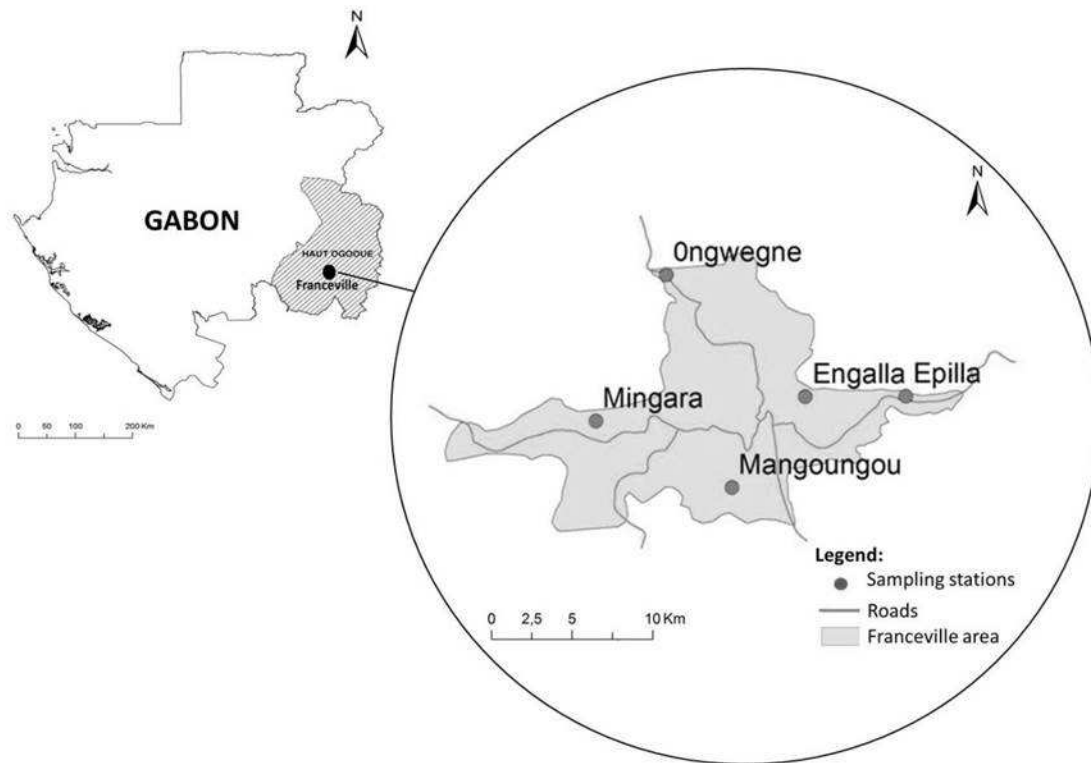 N
GABON
HAUT OGOOUE
Franceville
0 50 100 200 Km
N
0ngwegne
Engalla Epilla
Mingara
Mangoungou
Legend:
Sampling stations
Roads
Franceville area
0 2,5 5 10 Km